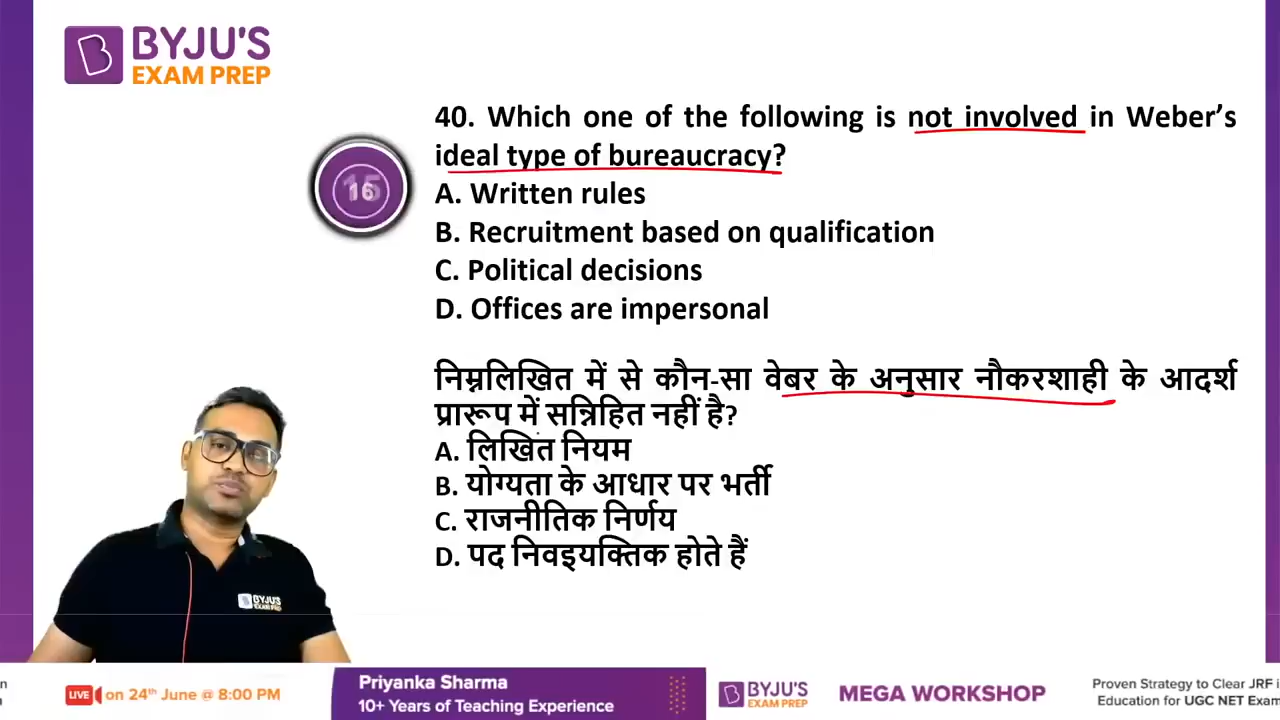 BYJU'S
EXAM PREP
40. Which one of the following is not involved in Weber's
ideal type of bureaucracy?
A. Written rules
B. Recruitment based on qualification
C. Political decisions
D. Offices are impersonal
निम्नलिखित में से कौन-सा वेबर के अनुसार नौकरशाही के आदर्श
प्रारूप में सन्निहित नहीं है?
A. लिखित नियम
B. योग्यता के आधार पर भर्ती
C. राजनीतिक निर्णय
D. पद निवइयक्तिक होते हैं
BYJU'S
EXAM PREP
LIVE on 24th June @ 8:00 PM
Priyanka Sharma
10+ Years of Teaching Experience
BYJU'S
EXAM PREP
MEGA WORKSHOP
Proven Strategy to Clear JRF i
Education for UGC NET Exam